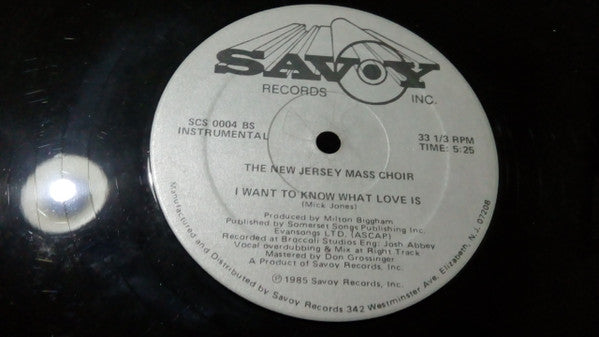 SAVOY
RECORDS INC.
SCS 0004 BS
INSTRUMENTAL
33 1/3 RPM
TIME: 5:25
THE NEW JERSEY MASS CHOIR
I WANT TO KNOW WHAT LOVE IS
(Mick Jones)
Produced by Milton Biggham
Published by Somerset Songs Publishing Inc.
Evansongs LTD. (ASCAP)
Recorded at Broccoli Studios Eng: Josh Abbey
Vocal overdubbing & Mix at Right Track
Mastered by Don Grossinger
A Product of Savoy Records, Inc.
Ⓟ 1985 Savoy Records, Inc.
Manufactured and Distributed by Savoy Records 342 Westminster Ave. Elizabeth, N.J. 07208